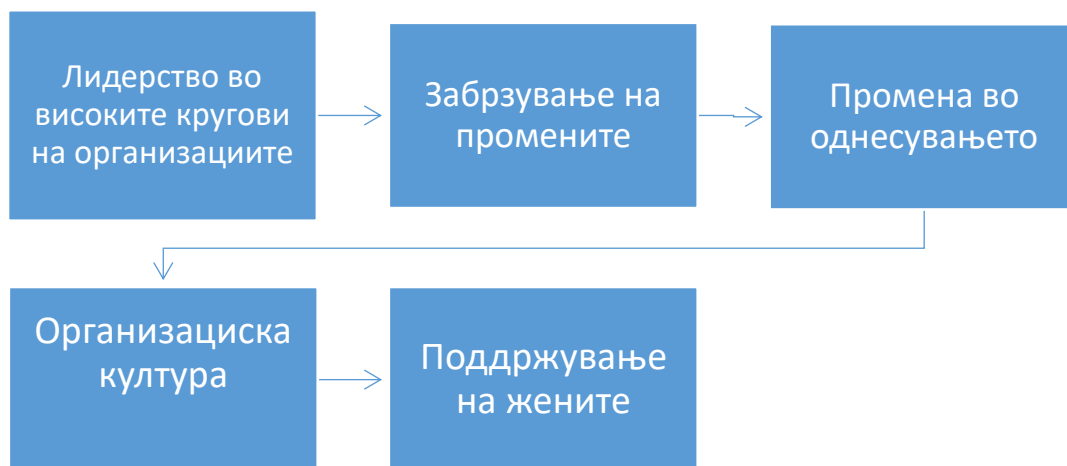 Лидерство во
високите кругови
на организациите
Забрзување на
промените
Промена во
однесувањето
Организациска
култура
Поддржување
на жените